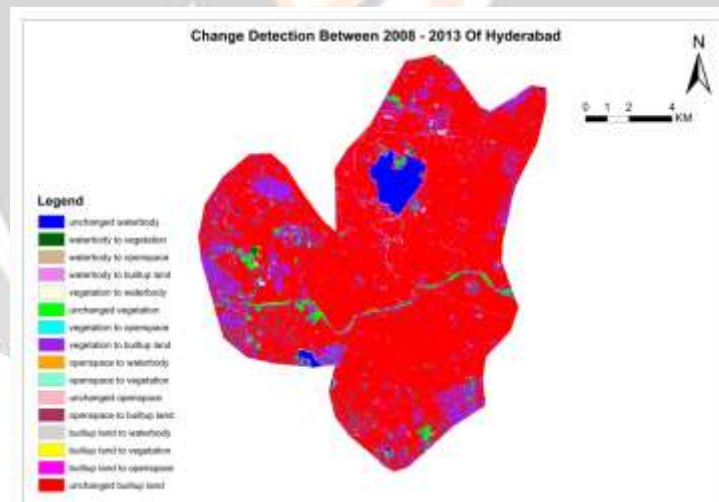 Change Detection Between 2008 - 2013 Of Hyderabad
N
0 1 2 4
KM
Legend
unchanged waterbody
waterbody to vegetation
waterbody to openspace
waterbody to builtup land
vegetation to waterbody
unchanged vegetation
vegetation to openspace
vegetation to builtup land
openspace to waterbody
openspace to vegetation
unchanged openspace
openspace to builtup land
builtup land to waterbody
builtup land to vegetation
builtup land to openspace
unchanged builtup land